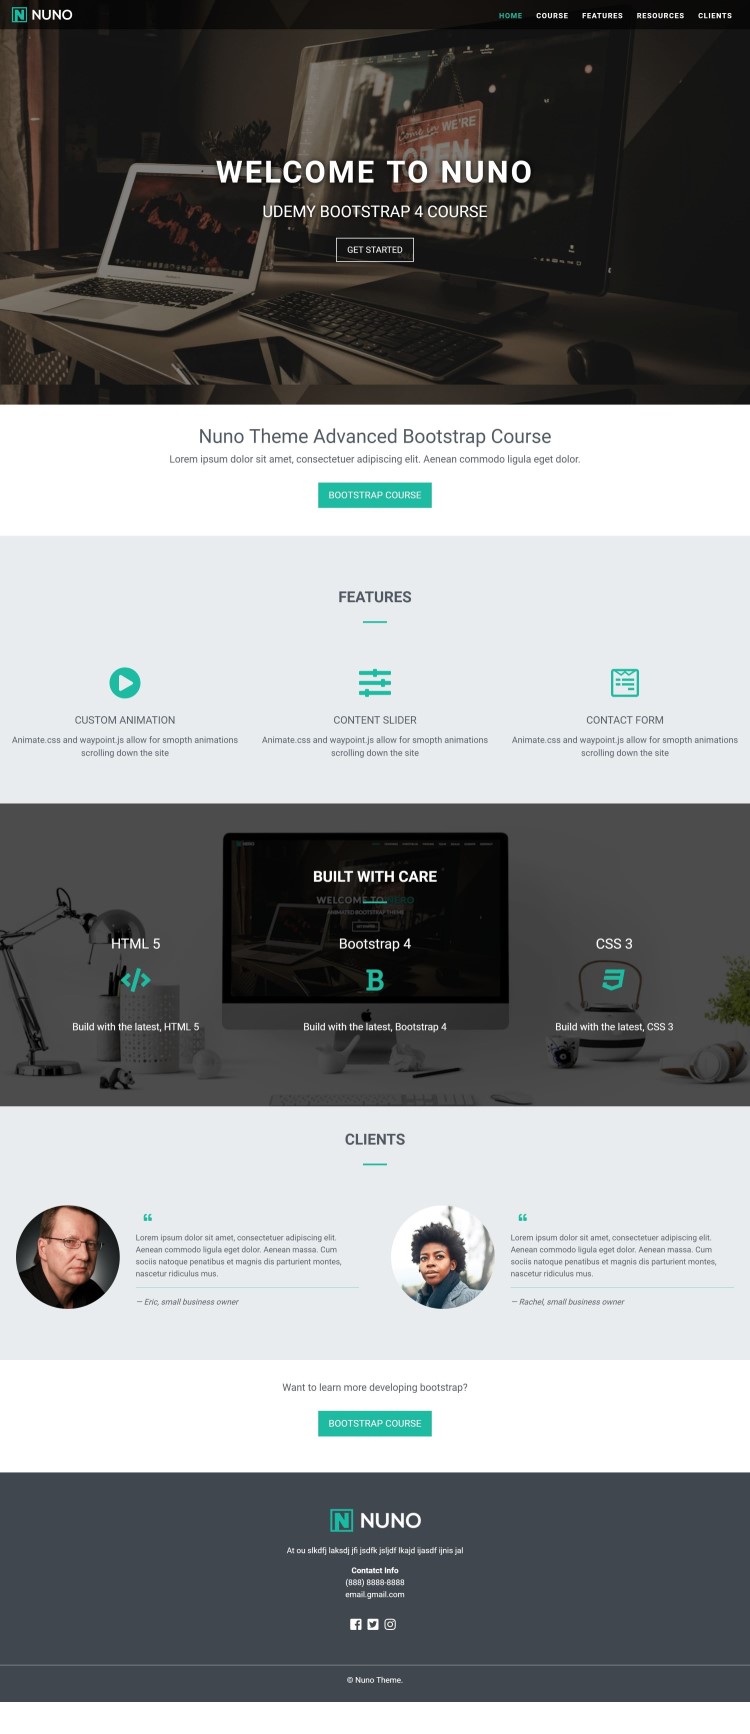 NUNO
HOME COURSE FEATURES RESOURCES CLIENTS
Come in WE'RE
OPEN
WELCOME TO NUNO
UDEMY BOOTSTRAP 4 COURSE
GET STARTED
Nuno Theme Advanced Bootstrap Course
Lorem ipsum dolor sit amet, consectetuer adipiscing elit. Aenean commodo ligula eget dolor.
BOOTSTRAP COURSE
FEATURES
CUSTOM ANIMATION
Animate.css and waypoint.js allow for smopth animations
scrolling down the site
CONTENT SLIDER
Animate.css and waypoint.js allow for smopth animations
scrolling down the site
CONTACT FORM
Animate.css and waypoint.js allow for smopth animations
scrolling down the site
BUILT WITH CARE
WELCOME TO NUNO
HTML 5
Build with the latest, HTML 5
Bootstrap 4
B
Build with the latest, Bootstrap 4
CSS 3
Build with the latest, CSS 3
CLIENTS
“
Lorem ipsum dolor sit amet, consectetuer adipiscing elit.
Aenean commodo ligula eget dolor. Aenean massa. Cum
sociis natoque penatibus et magnis dis parturient montes,
nascetur ridiculus mus.
— Eric, small business owner
“
Lorem ipsum dolor sit amet, consectetuer adipiscing elit.
Aenean commodo ligula eget dolor. Aenean massa. Cum
sociis natoque penatibus et magnis dis parturient montes,
nascetur ridiculus mus.
— Rachel, small business owner
Want to learn more developing bootstrap?
BOOTSTRAP COURSE
NUNO
At ou slkdfj laksdj jfi jsdfk jsljdf lkajd ijasdf ijnis jal
Contatct Info
(888) 8888-8888
email.gmail.com
© Nuno Theme.